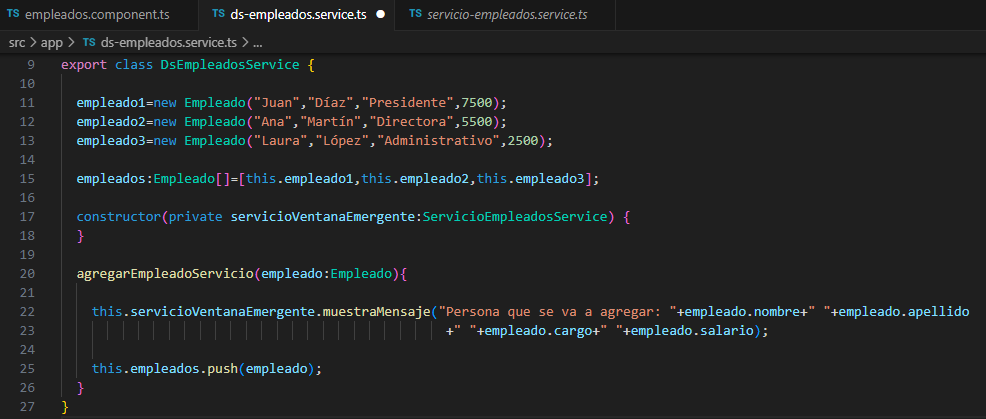 TS empleados.component.ts TS ds-empleados.service.ts TS servicio-empleados.service.ts
src > app > TS ds-empleados.service.ts > ...
9 export class DsEmpleadosService {
10
11 empleado1=new Empleado("Juan","Díaz","Presidente",7500);
12 empleado2=new Empleado("Ana","Martín","Directora",5500);
13 empleado3=new Empleado("Laura","López","Administrativo",2500);
14
15 empleados:Empleado[]=[this.empleado1,this.empleado2,this.empleado3];
16
17 constructor(private servicioVentanaEmergente:ServicioEmpleadosService) {
18 }
19
20 agregarEmpleadoServicio(empleado:Empleado){
21
22 this.servicioVentanaEmergente.muestraMensaje("Persona que se va a agregar: "+empleado.nombre+" "+empleado.apellido
23 +" "+empleado.cargo+" "+empleado.salario);
24
25 this.empleados.push(empleado);
26 }
27 }